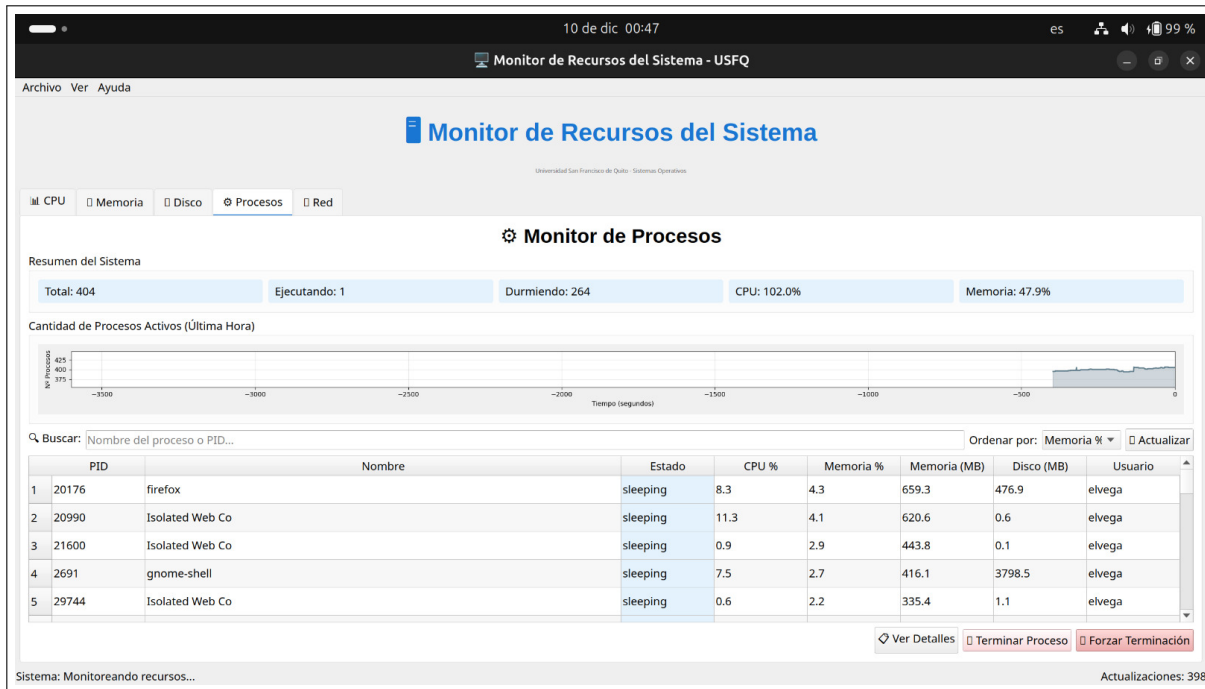 10 de dic 00:47 es 99 %
Monitor de Recursos del Sistema - USFQ
Archivo Ver Ayuda
Monitor de Recursos del Sistema
Universidad San Francisco de Quito - Sistemas Operativos
CPU Memoria Disco Procesos Red
Monitor de Procesos
Resumen del Sistema
Total: 404 Ejecutando: 1 Durmiendo: 264 CPU: 102.0% Memoria: 47.9%
Cantidad de Procesos Activos (Última Hora)
Nº Procesos
425
400
375
−3500 −3000 −2500 −2000 −1500 −1000 −500 0
Tiempo (segundos)
Buscar: Nombre del proceso o PID... Ordenar por: Memoria % Actualizar
PID Nombre Estado CPU % Memoria % Memoria (MB) Disco (MB) Usuario
1 20176 firefox sleeping 8.3 4.3 659.3 476.9 elvega
2 20990 Isolated Web Co sleeping 11.3 4.1 620.6 0.6 elvega
3 21600 Isolated Web Co sleeping 0.9 2.9 443.8 0.1 elvega
4 2691 gnome-shell sleeping 7.5 2.7 416.1 3798.5 elvega
5 29744 Isolated Web Co sleeping 0.6 2.2 335.4 1.1 elvega
Ver Detalles Terminar Proceso Forzar Terminación
Sistema: Monitoreando recursos... Actualizaciones: 398